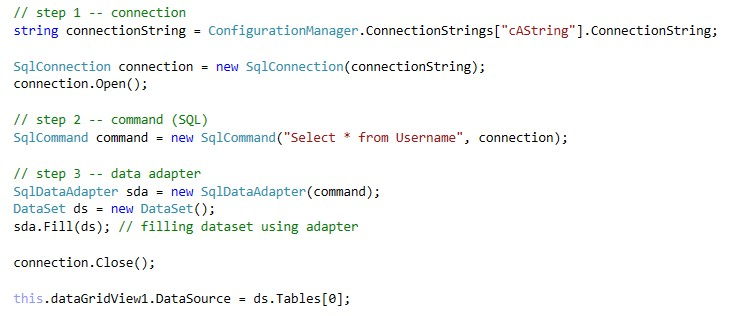 // step 1 -- connection
string connectionString = ConfigurationManager.ConnectionStrings["cAString"].ConnectionString;
SqlConnection connection = new SqlConnection(connectionString);
connection.Open();
// step 2 -- command (SQL)
SqlCommand command = new SqlCommand("Select * from Username", connection);
// step 3 -- data adapter
SqlDataAdapter sda = new SqlDataAdapter(command);
DataSet ds = new DataSet();
sda.Fill(ds); // filling dataset using adapter
connection.Close();
this.dataGridView1.DataSource = ds.Tables[0];